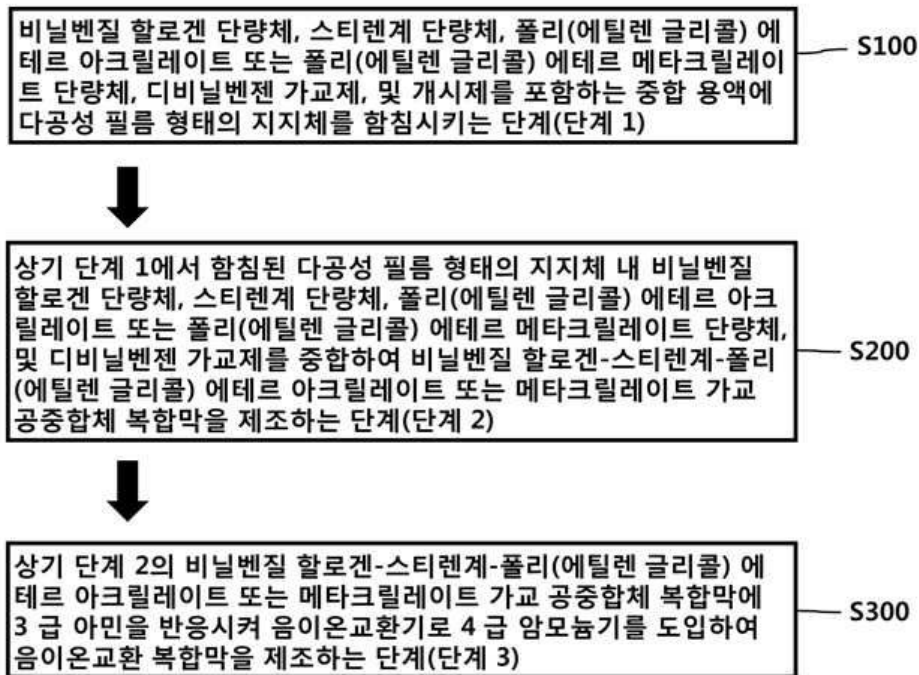 비닐벤질 할로겐 단량체, 스티렌계 단량체, 폴리(에틸렌 글리콜) 에
테르 아크릴레이트 또는 폴리(에틸렌 글리콜) 에테르 메타크릴레이
트 단량체, 디비닐벤젠 가교제, 및 개시제를 포함하는 중합 용액에
다공성 필름 형태의 지지체를 함침시키는 단계(단계 1)
S100
상기 단계 1에서 함침된 다공성 필름 형태의 지지체 내 비닐벤질
할로겐 단량체, 스티렌계 단량체, 폴리(에틸렌 글리콜) 에테르 아크
릴레이트 또는 폴리(에틸렌 글리콜) 에테르 메타크릴레이트 단량체,
및 디비닐벤젠 가교제를 중합하여 비닐벤질 할로겐-스티렌계-폴리
(에틸렌 글리콜) 에테르 아크릴레이트 또는 메타크릴레이트 가교
공중합체 복합막을 제조하는 단계(단계 2)
S200
상기 단계 2의 비닐벤질 할로겐-스티렌계-폴리(에틸렌 글리콜) 에
테르 아크릴레이트 또는 메타크릴레이트 가교 공중합체 복합막에
3 급 아민을 반응시켜 음이온교환기로 4 급 암모늄기를 도입하여
음이온교환 복합막을 제조하는 단계(단계 3)
S300